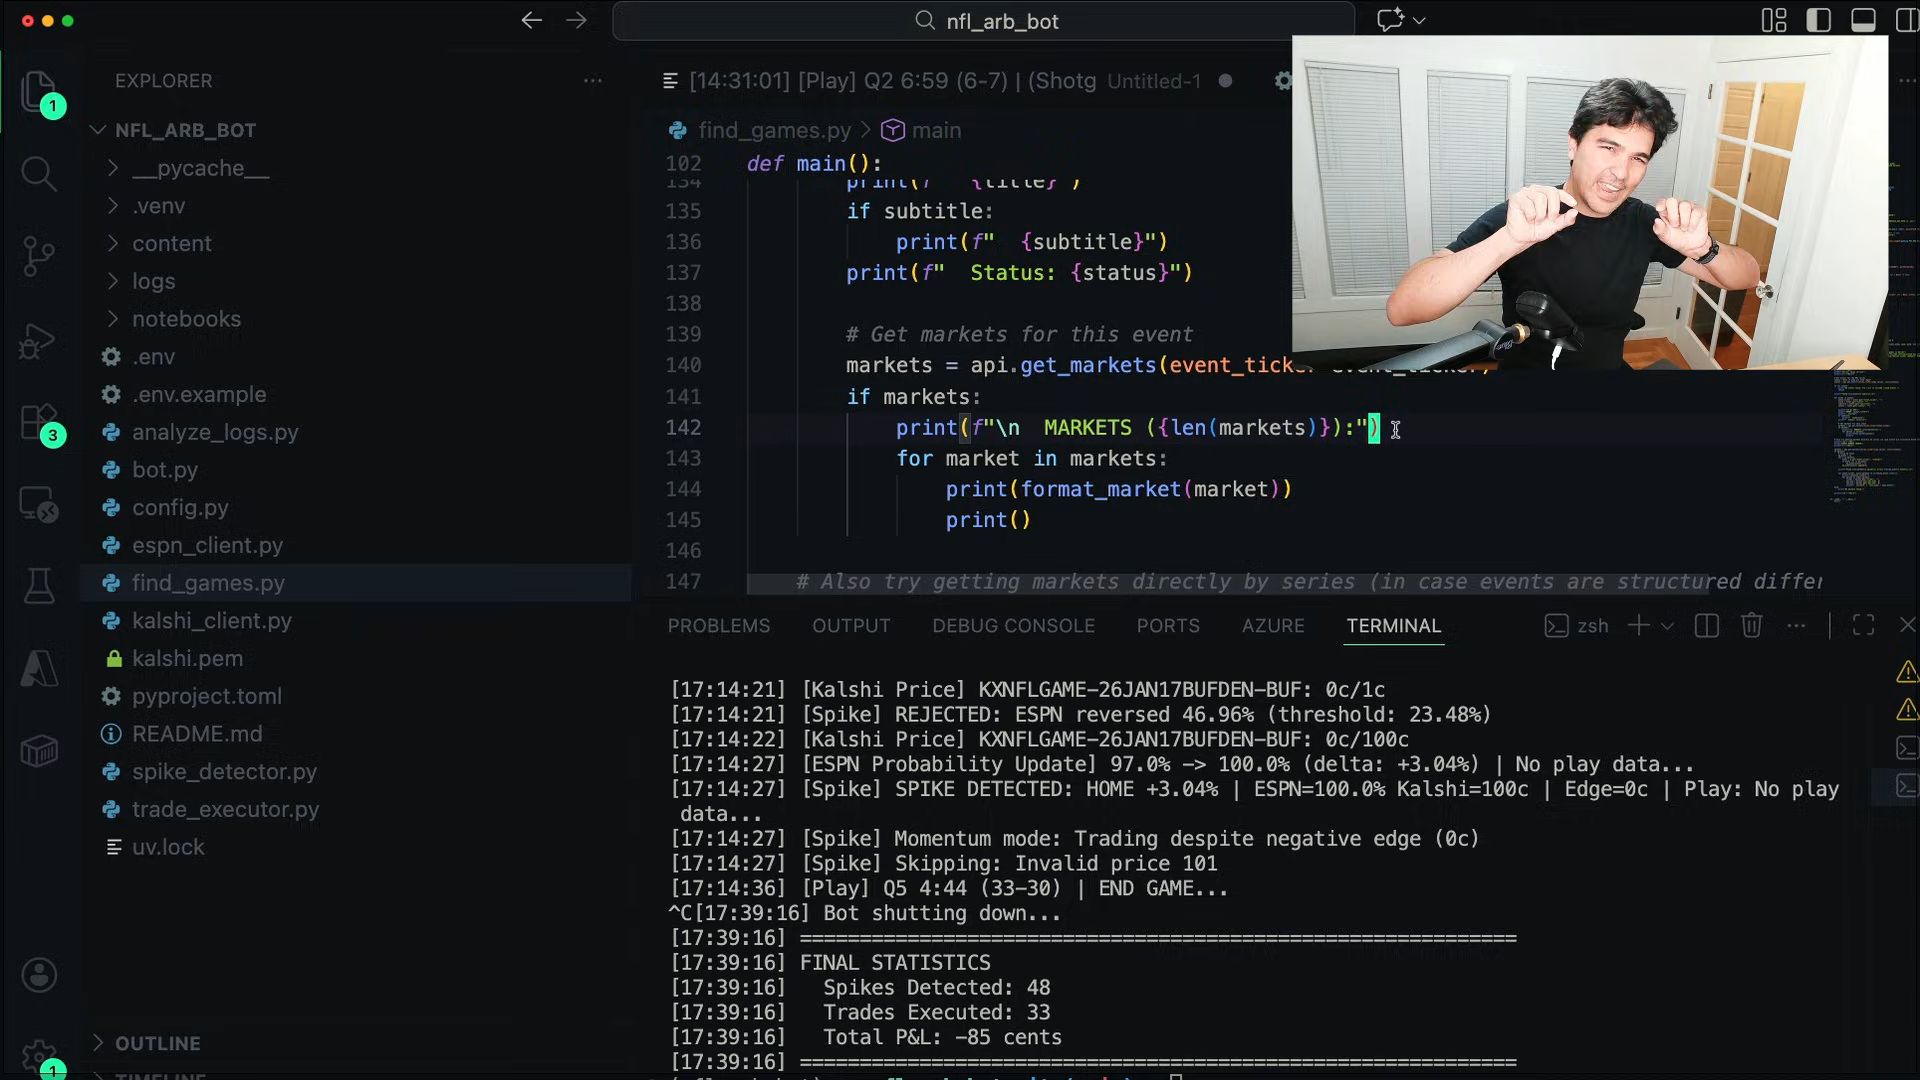 nfl_arb_bot
EXPLORER
[14:31:01] [Play] Q2 6:59 (6-7) | (Shotg Untitled-1
1
NFL_ARB_BOT
find_games.py > main
__pycache__
102 def main():
.venv
134 print(f" {title}")
content
135 if subtitle:
logs
136 print(f"  {subtitle}")
notebooks
137 print(f"  Status: {status}")
.env
138
.env.example
139 # Get markets for this event
analyze_logs.py
140 markets = api.get_markets(event_ticke
3
141 if markets:
bot.py
142 print(f"\n  MARKETS ({len(markets)}):")
config.py
143 for market in markets:
espn_client.py
144 print(format_market(market))
find_games.py
145 print()
kalshi_client.py
146
kalshi.pem
147 # Also try getting markets directly by series (in case events are structured differ
pyproject.toml
README.md
spike_detector.py
trade_executor.py
uv.lock
OUTLINE
1
PROBLEMS OUTPUT DEBUG CONSOLE PORTS AZURE TERMINAL zsh
[17:14:21] [Kalshi Price] KXNFLGAME-26JAN17BUFDEN-BUF: 0c/1c
[17:14:21] [Spike] REJECTED: ESPN reversed 46.96% (threshold: 23.48%)
[17:14:22] [Kalshi Price] KXNFLGAME-26JAN17BUFDEN-BUF: 0c/100c
[17:14:27] [ESPN Probability Update] 97.0% -> 100.0% (delta: +3.04%) | No play data...
[17:14:27] [Spike] SPIKE DETECTED: HOME +3.04% | ESPN=100.0% Kalshi=100c | Edge=0c | Play: No play
data...
[17:14:27] [Spike] Momentum mode: Trading despite negative edge (0c)
[17:14:27] [Spike] Skipping: Invalid price 101
[17:14:36] [Play] Q5 4:44 (33-30) | END GAME...
^C[17:39:16] Bot shutting down...
[17:39:16] ============================================================
[17:39:16] FINAL STATISTICS
[17:39:16]   Spikes Detected: 48
[17:39:16]   Trades Executed: 33
[17:39:16]   Total P&L: -85 cents
[17:39:16] ============================================================